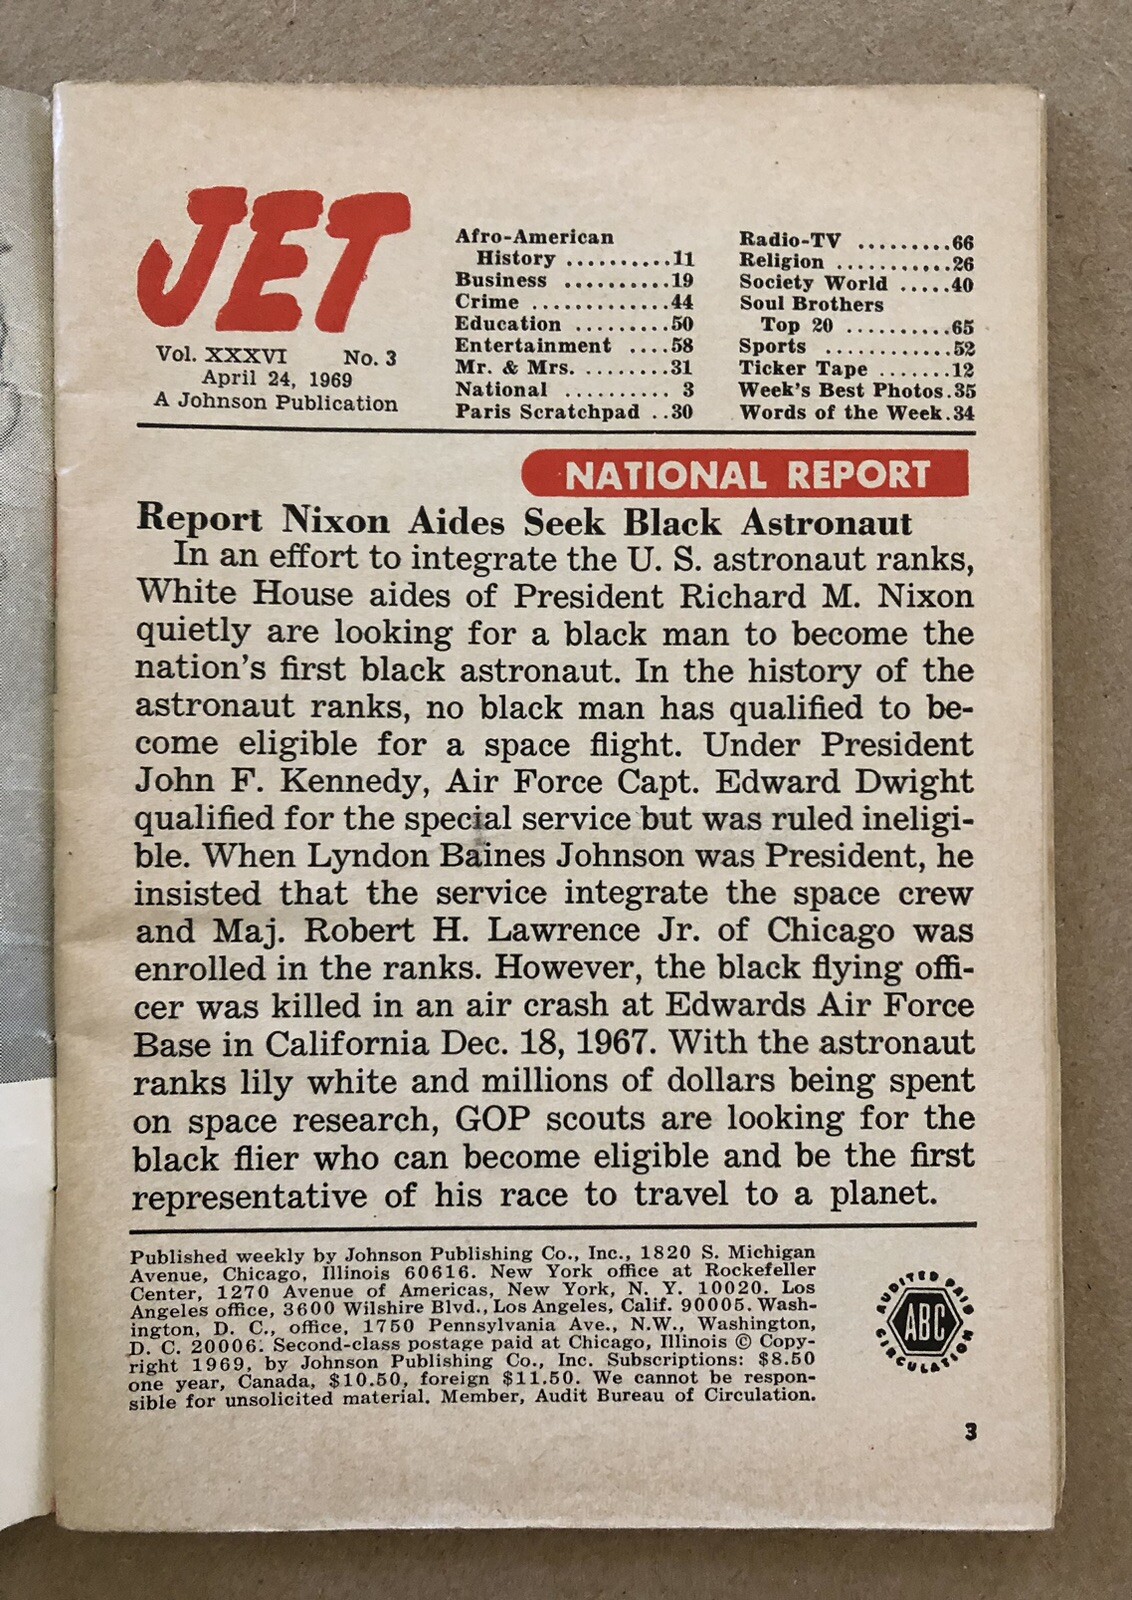 JET
Vol. XXXVI No. 3
April 24, 1969
A Johnson Publication
Afro-American
History ..........11
Business ..........19
Crime .............44
Education .........50
Entertainment ....58
Mr. & Mrs. ........31
National .......... 3
Paris Scratchpad ..30
Radio-TV .........66
Religion ...........26
Society World .....40
Soul Brothers
Top 20 ..........65
Sports ............52
Ticker Tape .......12
Week's Best Photos.35
Words of the Week.34
NATIONAL REPORT
Report Nixon Aides Seek Black Astronaut
In an effort to integrate the U. S. astronaut ranks,
White House aides of President Richard M. Nixon
quietly are looking for a black man to become the
nation's first black astronaut. In the history of the
astronaut ranks, no black man has qualified to be-
come eligible for a space flight. Under President
John F. Kennedy, Air Force Capt. Edward Dwight
qualified for the special service but was ruled ineligi-
ble. When Lyndon Baines Johnson was President, he
insisted that the service integrate the space crew
and Maj. Robert H. Lawrence Jr. of Chicago was
enrolled in the ranks. However, the black flying offi-
cer was killed in an air crash at Edwards Air Force
Base in California Dec. 18, 1967. With the astronaut
ranks lily white and millions of dollars being spent
on space research, GOP scouts are looking for the
black flier who can become eligible and be the first
representative of his race to travel to a planet.
Published weekly by Johnson Publishing Co., Inc., 1820 S. Michigan
Avenue, Chicago, Illinois 60616. New York office at Rockefeller
Center, 1270 Avenue of Americas, New York, N. Y. 10020. Los
Angeles office, 3600 Wilshire Blvd., Los Angeles, Calif. 90005. Wash-
ington, D. C., office, 1750 Pennsylvania Ave., N.W., Washington,
D. C. 20006. Second-class postage paid at Chicago, Illinois © Copy-
right 1969, by Johnson Publishing Co., Inc. Subscriptions: $8.50
one year, Canada, $10.50, foreign $11.50. We cannot be respon-
sible for unsolicited material. Member, Audit Bureau of Circulation.
AUDITED PAID
ABC
CIRCULATION
3